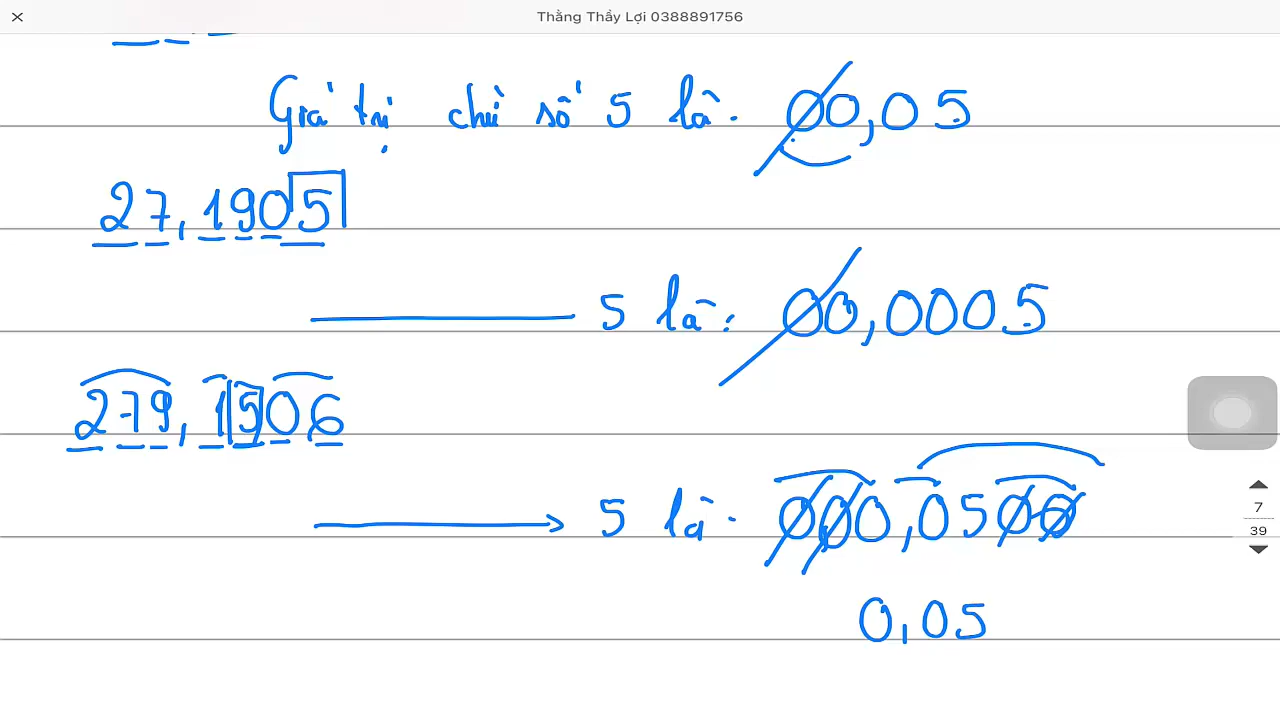 Thằng Thầy Lợi 0388891756
Giá trị chữ số 5 là: 00,05
27,1905
5 là: 00,0005
279,1506
5 là: 000,0500
7
39
0,05